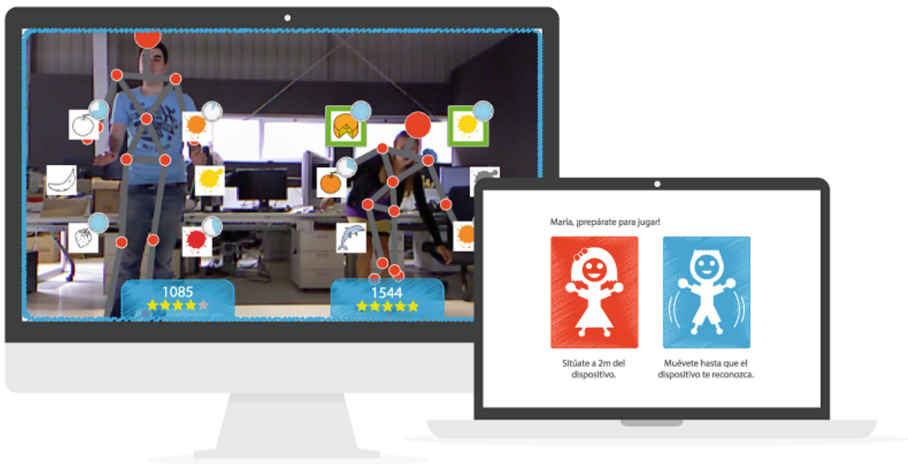 1085
1544
María, ¡prepárate para jugar!
Sitúate a 2m del
dispositivo.
Muévete hasta que el
dispositivo te reconozca.